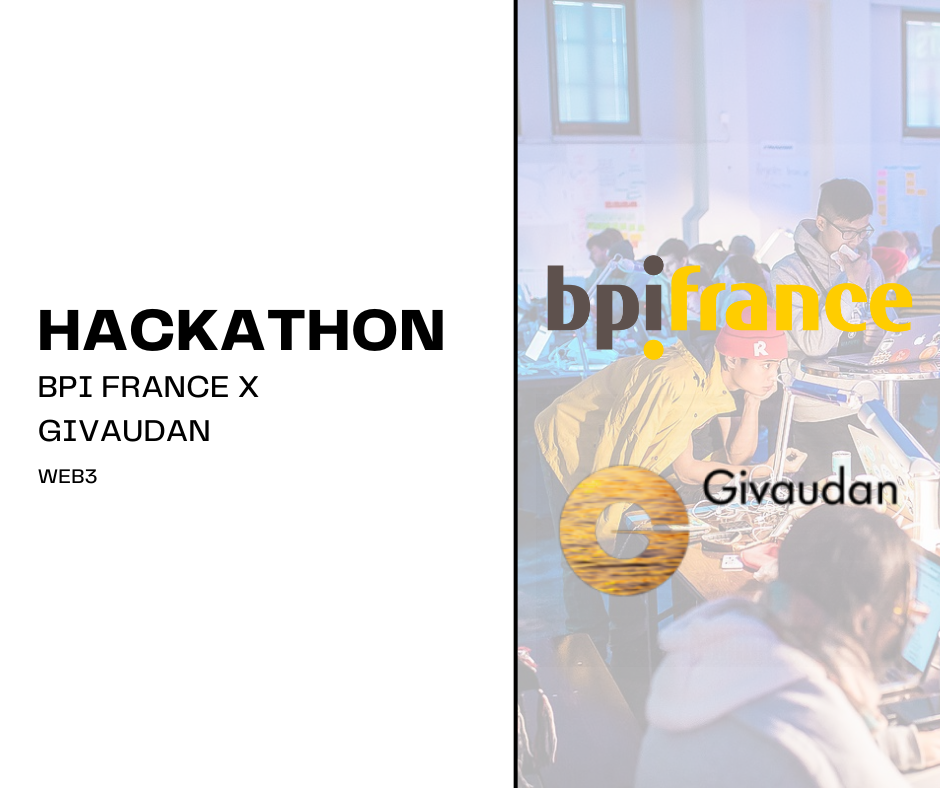 HACKATHON
BPI FRANCE X
GIVAUDAN
WEB3
bpifrance
R
Givaudan